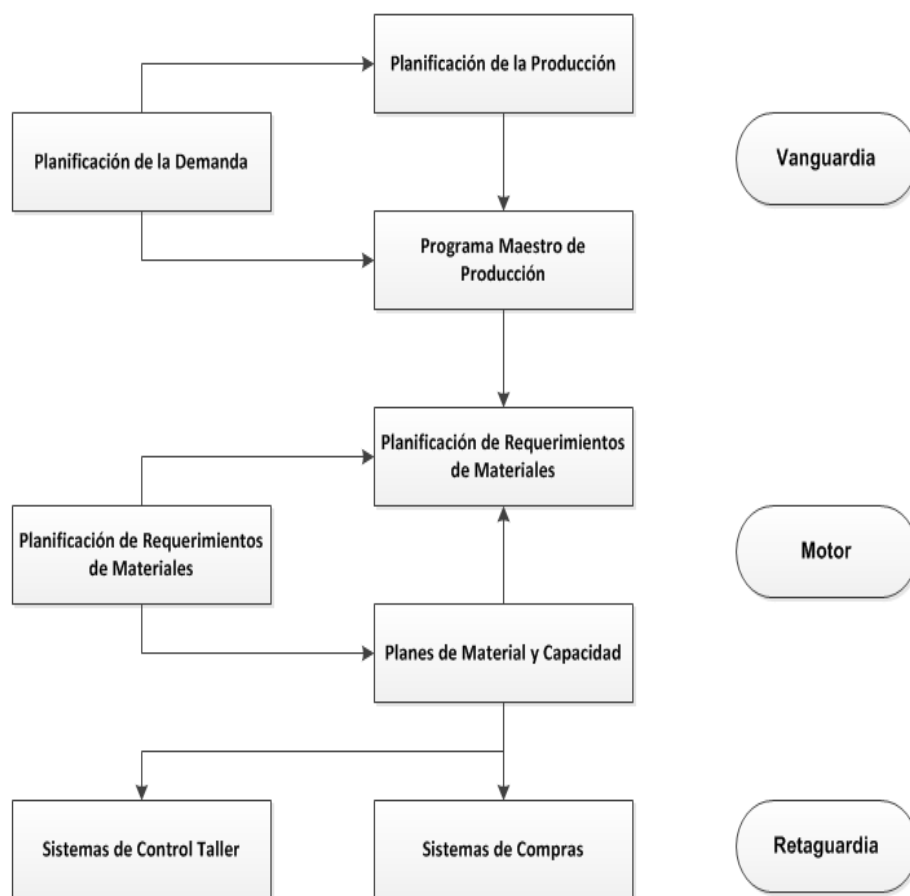 Planificación de la Producción
Planificación de la Demanda
Vanguardia
Programa Maestro de
Producción
Planificación de Requerimientos
de Materiales
Planificación de Requerimientos
de Materiales
Motor
Planes de Material y Capacidad
Sistemas de Control Taller
Sistemas de Compras
Retaguardia